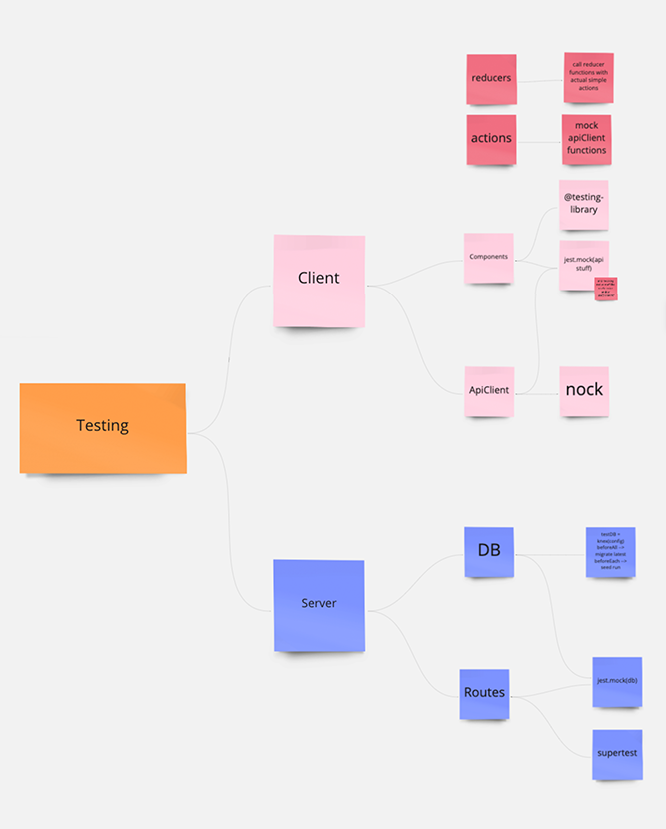 reducers
call reducer
functions with
actual simple
actions
actions
mock
apiClient
functions
@testing-
library
Client
Components
jest.mock(api
stuff)
ApiClient
nock
Testing
DB
testDB =
knex(config)
beforeAll -->
migrate.latest
beforeEach -->
seed.run
Server
Routes
jest.mock(db)
supertest